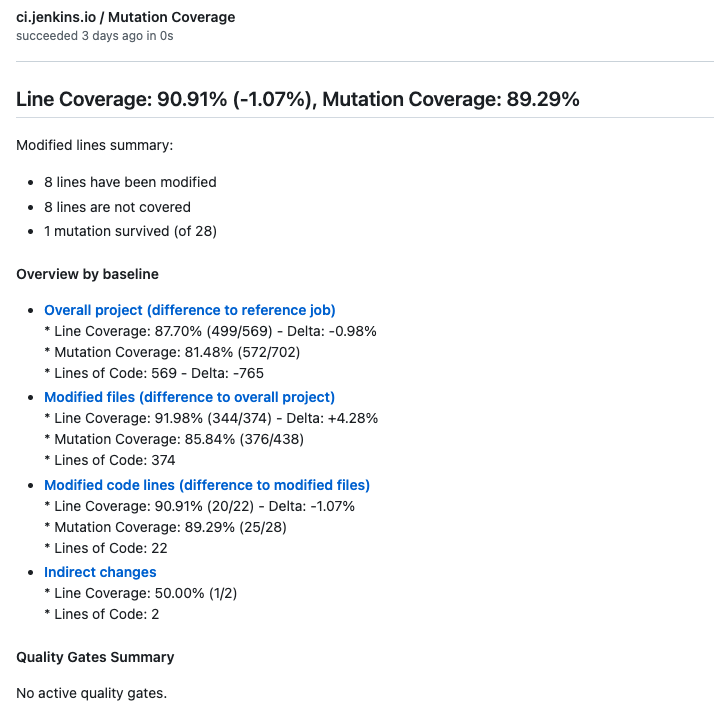 ci.jenkins.io / Mutation Coverage
succeeded 3 days ago in 0s
Line Coverage: 90.91% (-1.07%), Mutation Coverage: 89.29%
Modified lines summary:
• 8 lines have been modified
• 8 lines are not covered
• 1 mutation survived (of 28)
Overview by baseline
• Overall project (difference to reference job)
* Line Coverage: 87.70% (499/569) - Delta: -0.98%
* Mutation Coverage: 81.48% (572/702)
* Lines of Code: 569 - Delta: -765
• Modified files (difference to overall project)
* Line Coverage: 91.98% (344/374) - Delta: +4.28%
* Mutation Coverage: 85.84% (376/438)
* Lines of Code: 374
• Modified code lines (difference to modified files)
* Line Coverage: 90.91% (20/22) - Delta: -1.07%
* Mutation Coverage: 89.29% (25/28)
* Lines of Code: 22
• Indirect changes
* Line Coverage: 50.00% (1/2)
* Lines of Code: 2
Quality Gates Summary
No active quality gates.